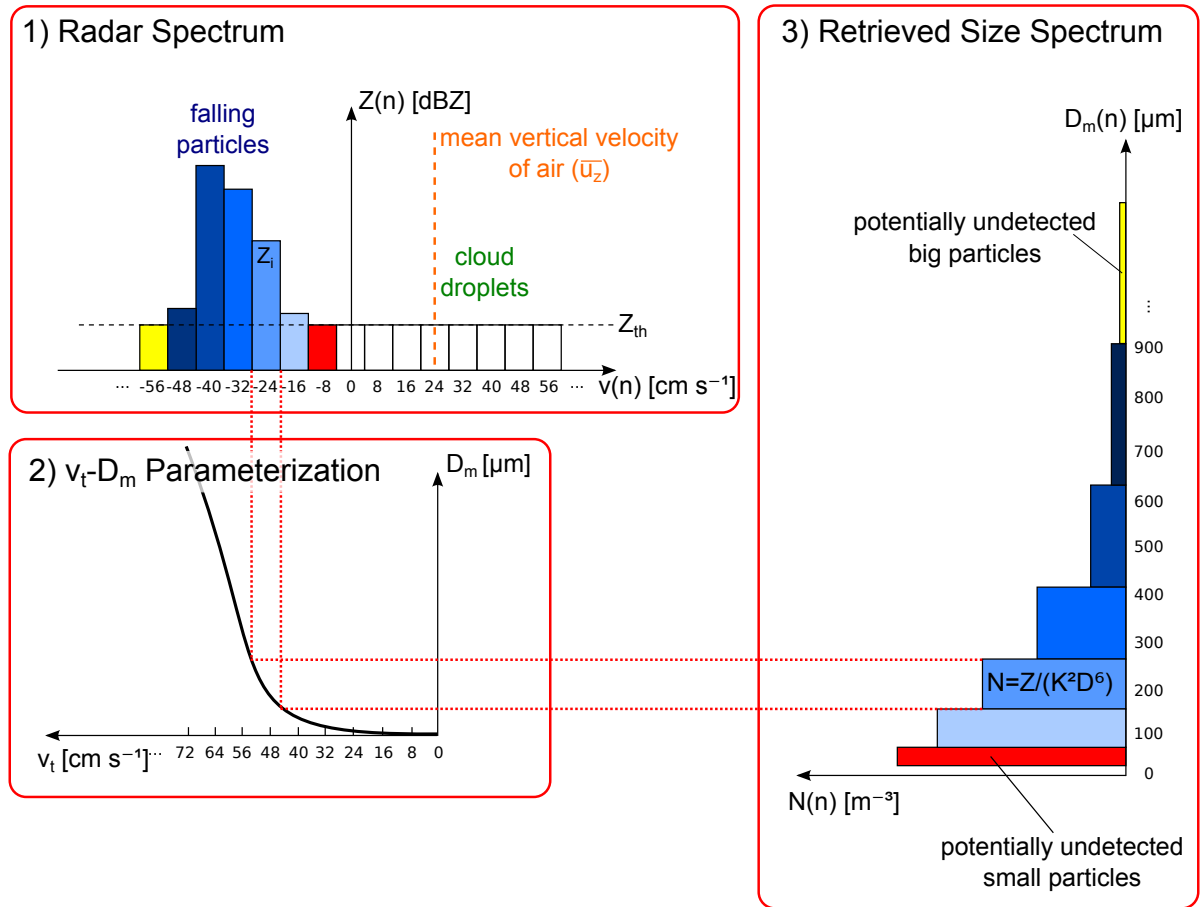 1) Radar Spectrum
Z(n) [dBZ]
falling
particles
mean vertical velocity
of air (u̅z̅)
Zᵢ
cloud
droplets
Zth
··· -56 -48 -40 -32 -24 -16 -8 0 8 16 24 32 40 48 56 ···
v(n) [cm s⁻¹]
2) vt-Dm Parameterization
Dm [µm]
vt [cm s⁻¹] ··· 72 64 56 48 40 32 24 16 8 0
3) Retrieved Size Spectrum
Dm(n) [µm]
potentially undetected
big particles
···
900
800
700
600
500
400
300
N=Z/(K²D⁶)
200
100
0
N(n) [m⁻³]
potentially undetected
small particles